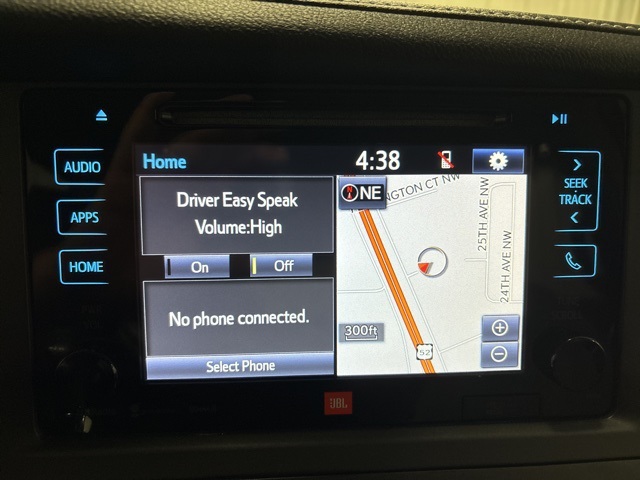 AUDIO
APPS
HOME
Home
4:38
Driver Easy Speak
Volume:High
On
Off
No phone connected.
Select Phone
NE
NGTON CT NW
25TH AVE NW
24TH AVE NW
300ft
52
SEEK
TRACK
JBL